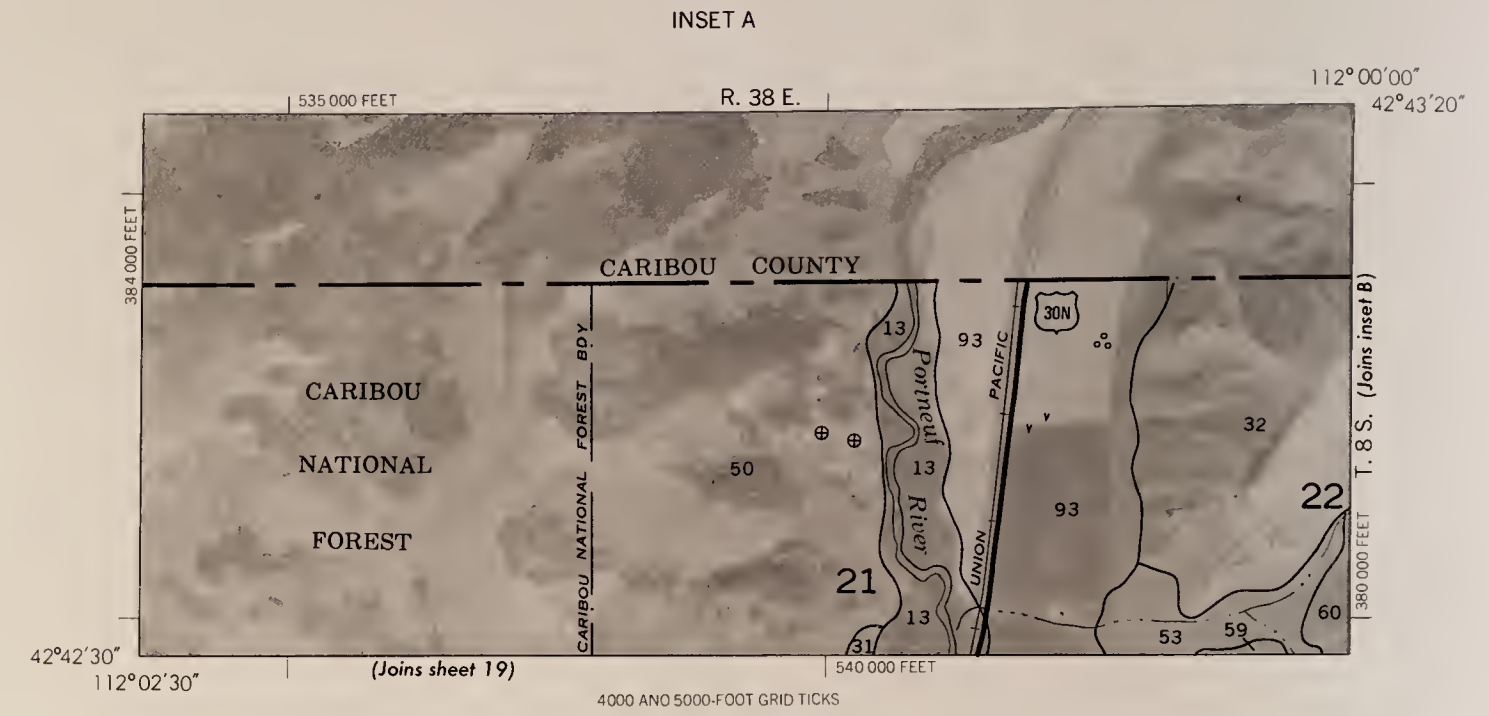 INSET A
112°00'00"
535 000 FEET
R. 38 E.
42°43'20"
384 000 FEET
CARIBOU COUNTY
30N
13
93
PACIFIC
Portneuf
CARIBOU
32
T. 8 S. (Joins inset B)
CARIBOU NATIONAL FOREST BDY
NATIONAL
50
13
22
93
River
FOREST
UNION
380 000 FEET
21
13
60
53
59
31
42°42'30"
(Joins sheet 19)
540 000 FEET
112°02'30"
4000 AND 5000-FOOT GRID TICKS